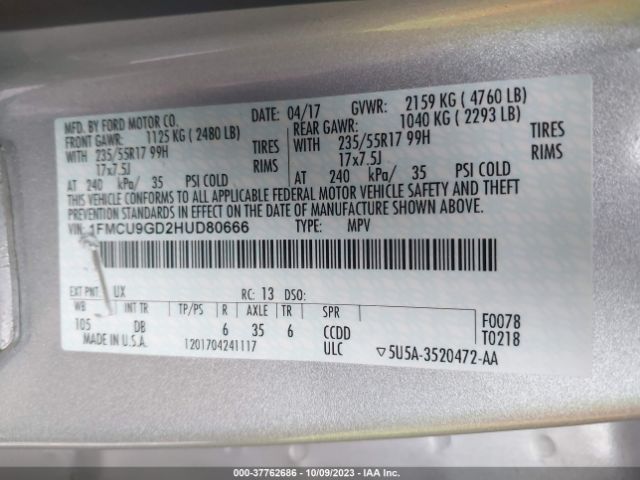 MFD. BY FORD MOTOR CO.
DATE: 04/17 GVWR: 2159 KG ( 4760 LB)
FRONT GAWR: 1125 KG ( 2480 LB)
REAR GAWR: 1040 KG ( 2293 LB)
WITH 235/55R17 99H TIRES
WITH 235/55R17 99H TIRES
17x7.5J RIMS
17x7.5J RIMS
AT 240 kPa/ 35 PSI COLD
AT 240 kPa/ 35 PSI COLD
THIS VEHICLE CONFORMS TO ALL APPLICABLE FEDERAL MOTOR VEHICLE SAFETY AND THEFT
PREVENTION STANDARDS IN EFFECT ON THE DATE OF MANUFACTURE SHOWN ABOVE.
VIN: 1FMCU9GD2HUD80666 TYPE: MPV
EXT PNT: UX RC: 13 DSO:
WB INT TR TP/PS R AXLE TR SPR
105 DB 6 35 6 CCDD
F0078
T0218
MADE IN U.S.A. 1201704241117 ULC 5U5A-3520472-AA
000-37762686 - 10/09/2023 - IAA Inc.